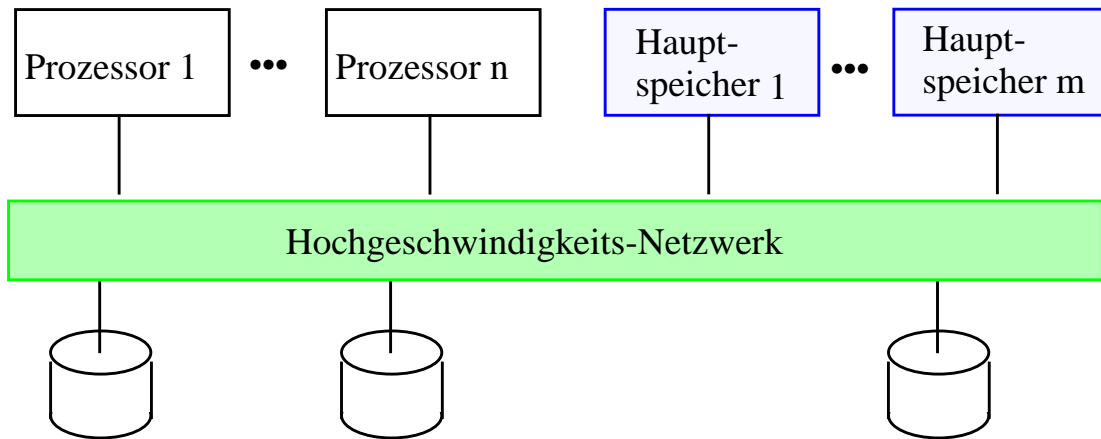 Prozessor 1
•••
Prozessor n
Haupt-
speicher 1
•••
Haupt-
speicher m
Hochgeschwindigkeits-Netzwerk